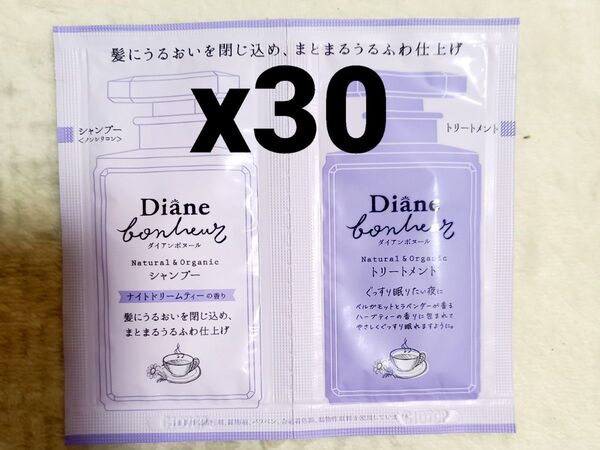 髪にうるおいを閉じ込め、まとまるうるふわ仕上げ
x30
シャンプー
<ノンシリコン>
Diane
bonheur
ダイアンボヌール
Natural & Organic
シャンプー
ナイトドリームティーの香り
髪にうるおいを閉じ込め、
まとまるうるふわ仕上げ
トリートメント
Diane
bonheur
ダイアンボヌール
Natural & Organic
トリートメント
ぐっすり眠りたい夜に
ベルガモットとラベンダーが香る
ハーブティーの香りに包まれて
やさしくぐっすり眠れますように。